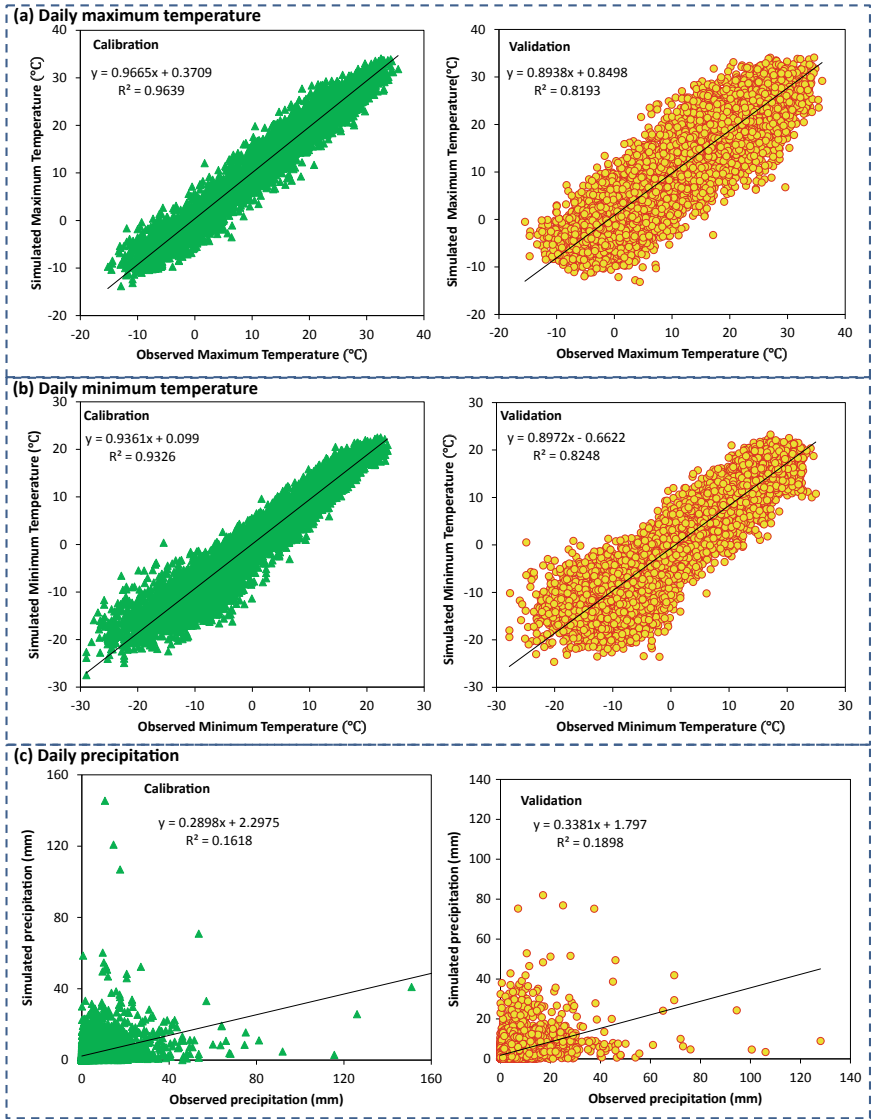 (a) Daily maximum temperature
Calibration
y = 0.9665x + 0.3709
R² = 0.9639
Simulated Maximum Temperature (°C)
40
30
20
10
0
-10
-20
-20 -10 0 10 20 30 40
Observed Maximum Temperature (°C)
Validation
y = 0.8938x + 0.8498
R² = 0.8193
Simulated Maximum Temperature(°C)
40
30
20
10
0
-10
-20
-20 -10 0 10 20 30 40
Observed Maximum Temperature (°C)
(b) Daily minimum temperature
Calibration
y = 0.9361x + 0.099
R² = 0.9326
Simulated Minimum Temperature (°C)
30
20
10
0
-10
-20
-30
-30 -20 -10 0 10 20 30
Observed Minimum Temperature (°C)
Validation
y = 0.8972x - 0.6622
R² = 0.8248
Simulated Minimum Temperature (°C)
30
20
10
0
-10
-20
-30
-30 -20 -10 0 10 20 30
Observed Minimum Temperature (°C)
(c) Daily precipitation
Calibration
y = 0.2898x + 2.2975
R² = 0.1618
Simulated precipitation (mm)
160
120
80
40
0
0 40 80 120 160
Observed precipitation (mm)
Validation
y = 0.3381x + 1.797
R² = 0.1898
Simulated precipitation (mm)
140
120
100
80
60
40
20
0
0 20 40 60 80 100 120 140
Observed precipitation (mm)